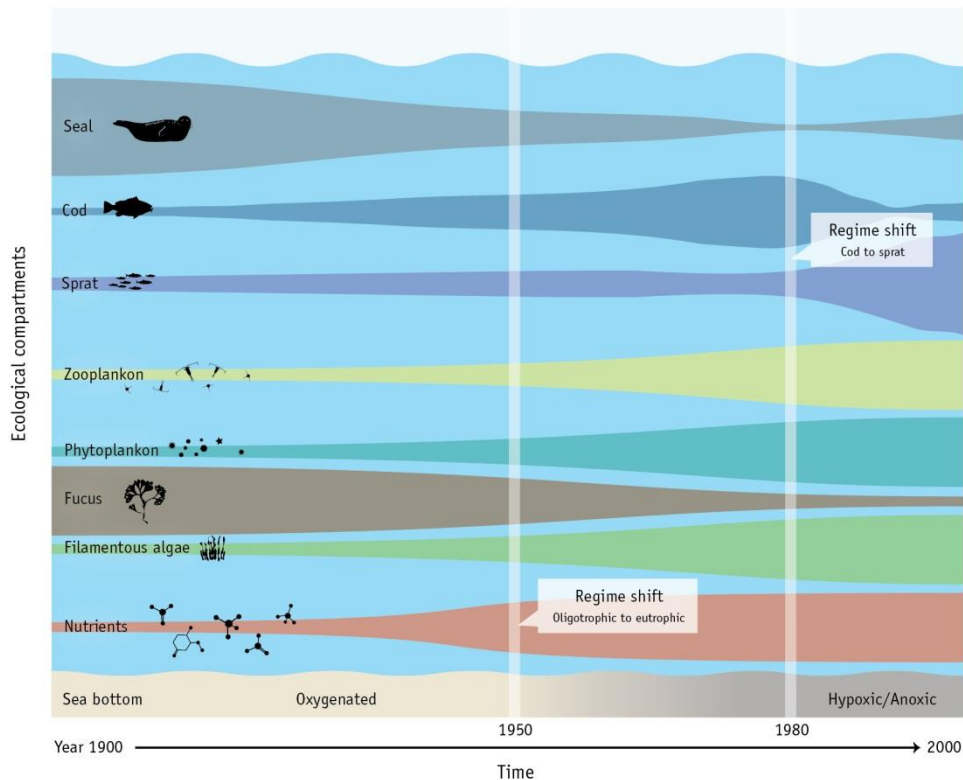 Ecological compartments
Seal
Cod
Regime shift
Cod to sprat
Sprat
Zooplankon
Phytoplankon
Fucus
Filamentous algae
Regime shift
Oligotrophic to eutrophic
Nutrients
Sea bottom
Oxygenated
Hypoxic/Anoxic
1950
1980
Year 1900
2000
Time